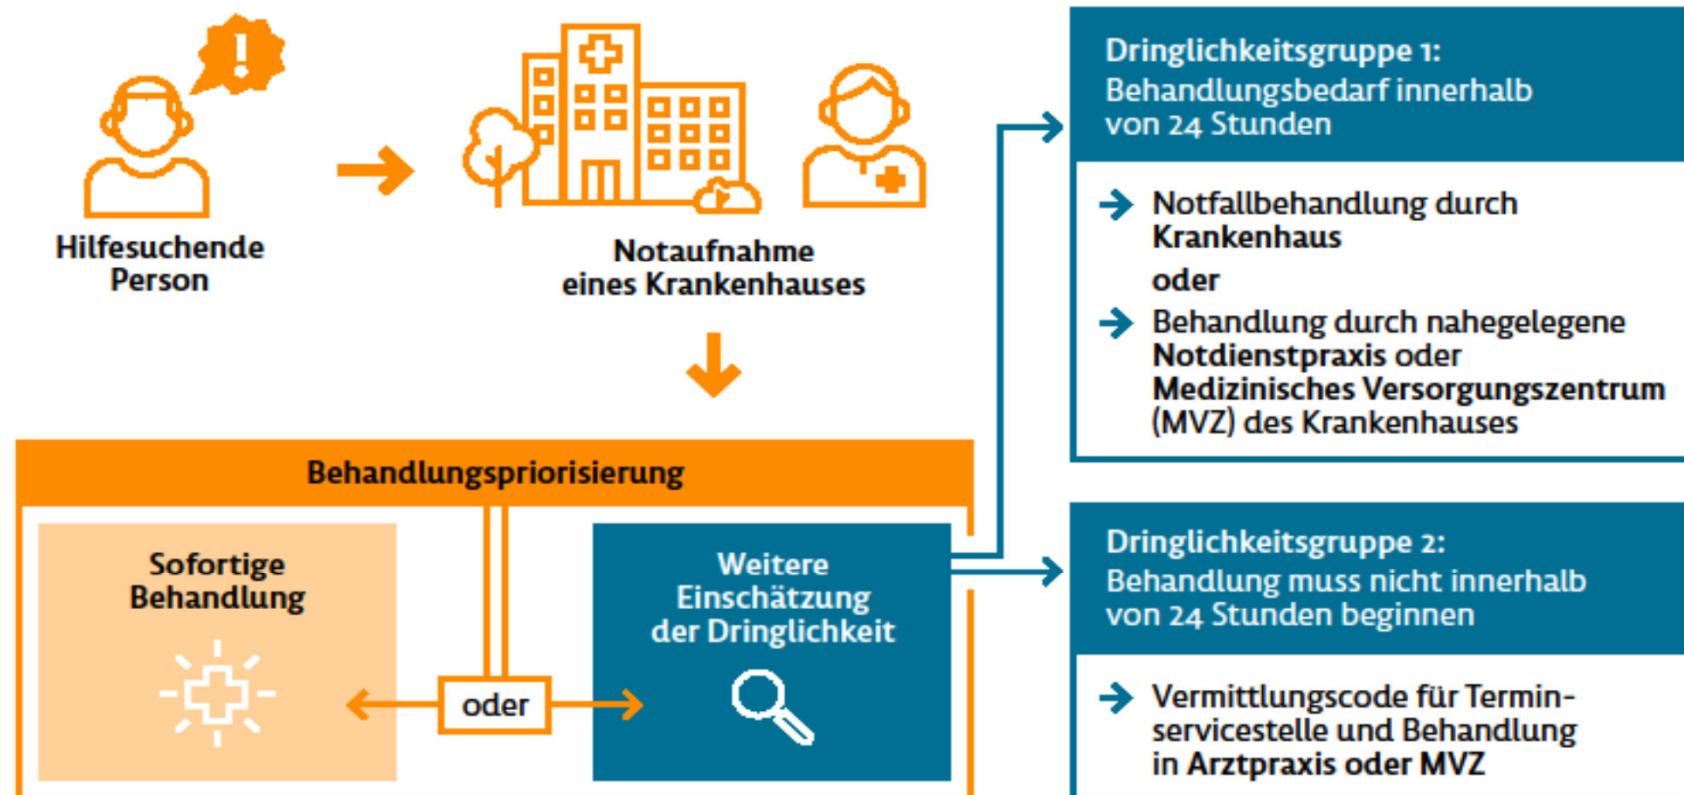 !
Hilfesuchende
Person
Notaufnahme
eines Krankenhauses
Behandlungspriorisierung
Sofortige
Behandlung
oder
Weitere
Einschätzung
der Dringlichkeit
Dringlichkeitsgruppe 1:
Behandlungsbedarf innerhalb
von 24 Stunden
Notfallbehandlung durch
Krankenhaus
oder
Behandlung durch nahegelegene
Notdienstpraxis oder
Medizinisches Versorgungszentrum
(MVZ) des Krankenhauses
Dringlichkeitsgruppe 2:
Behandlung muss nicht innerhalb
von 24 Stunden beginnen
Vermittlungscode für Termin-
servicestelle und Behandlung
in Arztpraxis oder MVZ